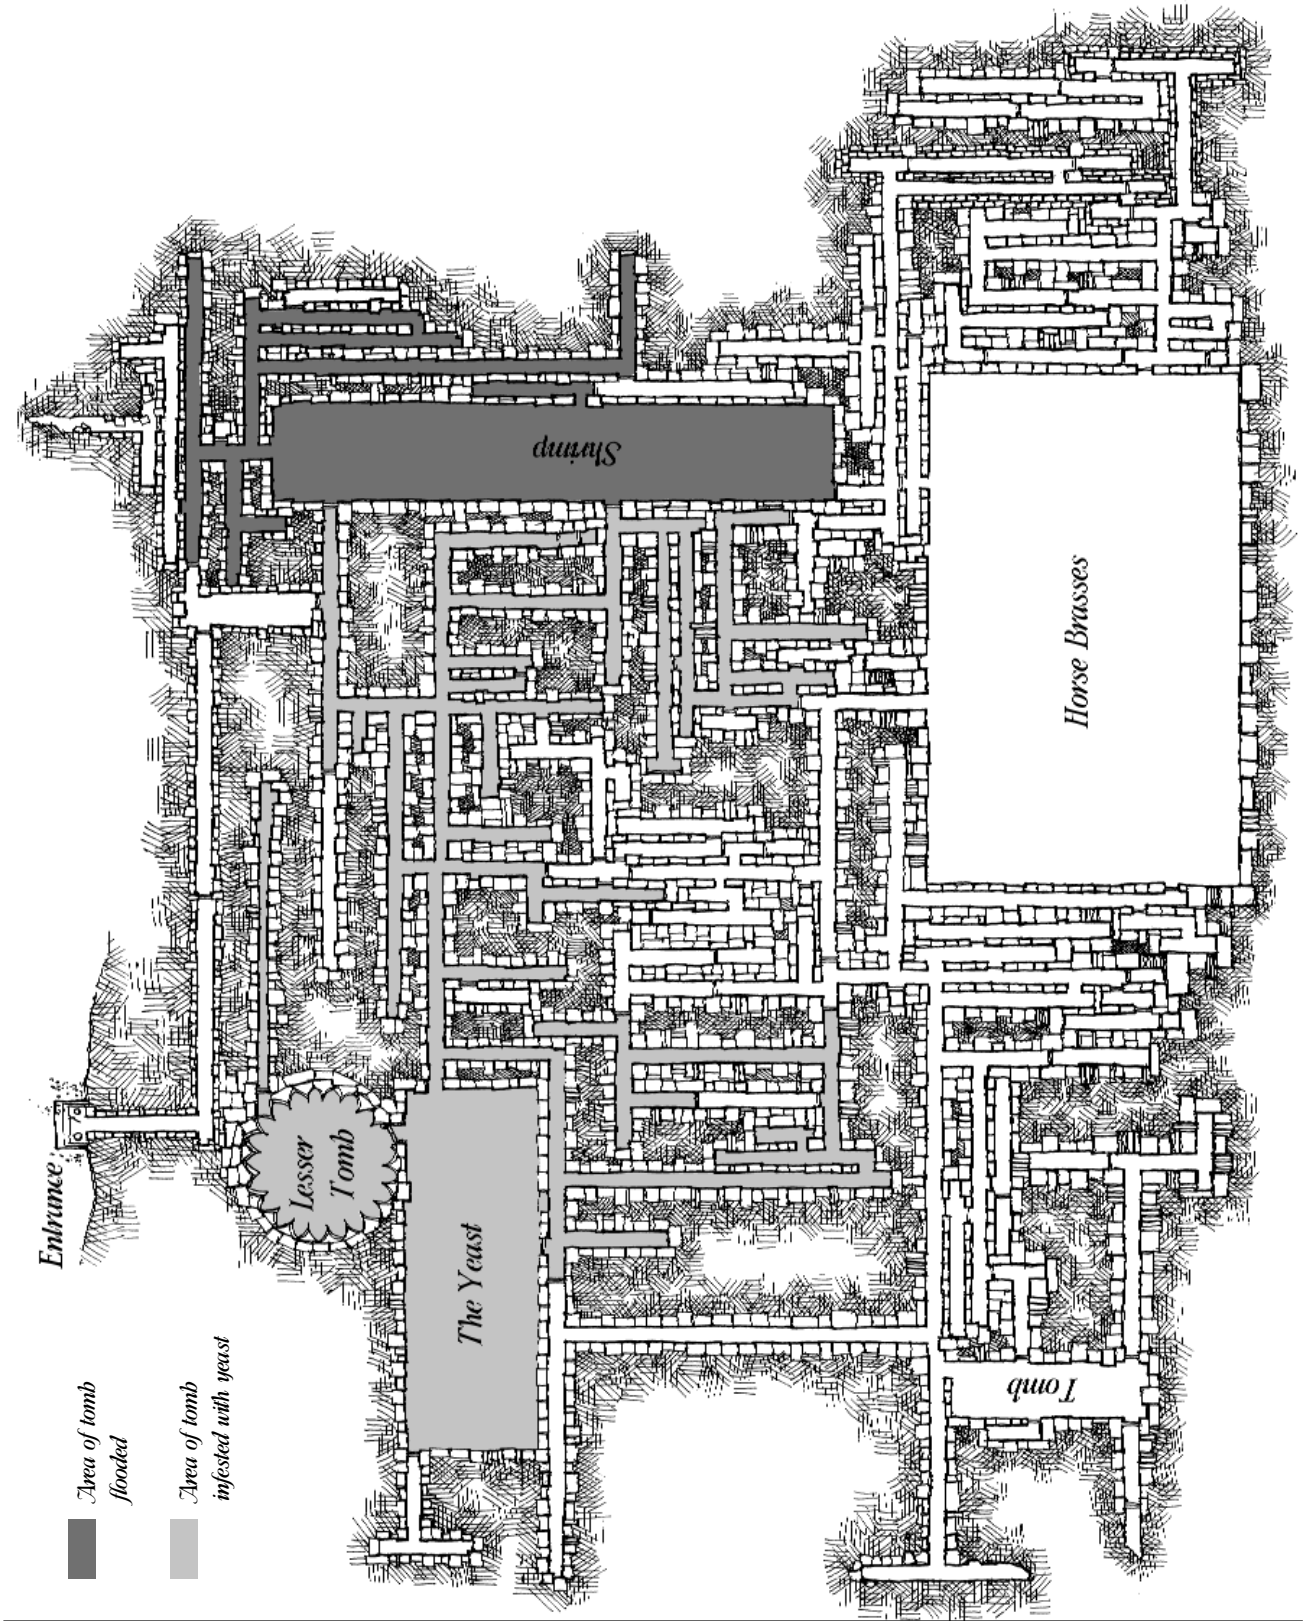 Entrance
Lesser
Tomb
The Yeast
Shrimp
Horse Brasses
Tomb
Area of tomb
flooded
Area of tomb
infested with yeast